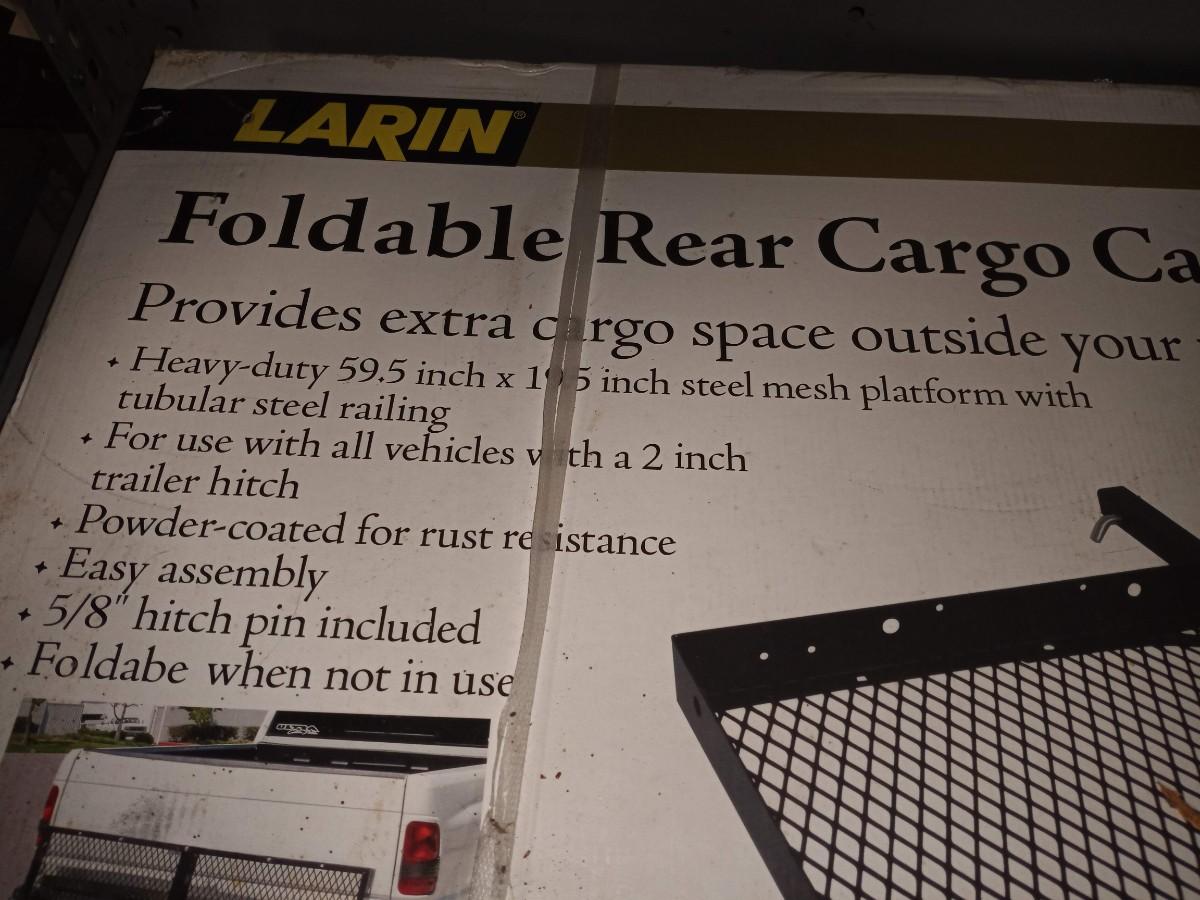 LARIN®
Foldable Rear Cargo Ca
Provides extra cargo space outside your
Heavy-duty 59.5 inch x 19.5 inch steel mesh platform with
tubular steel railing
For use with all vehicles with a 2 inch
trailer hitch
Powder-coated for rust resistance
Easy assembly
5/8" hitch pin included
Foldabe when not in use